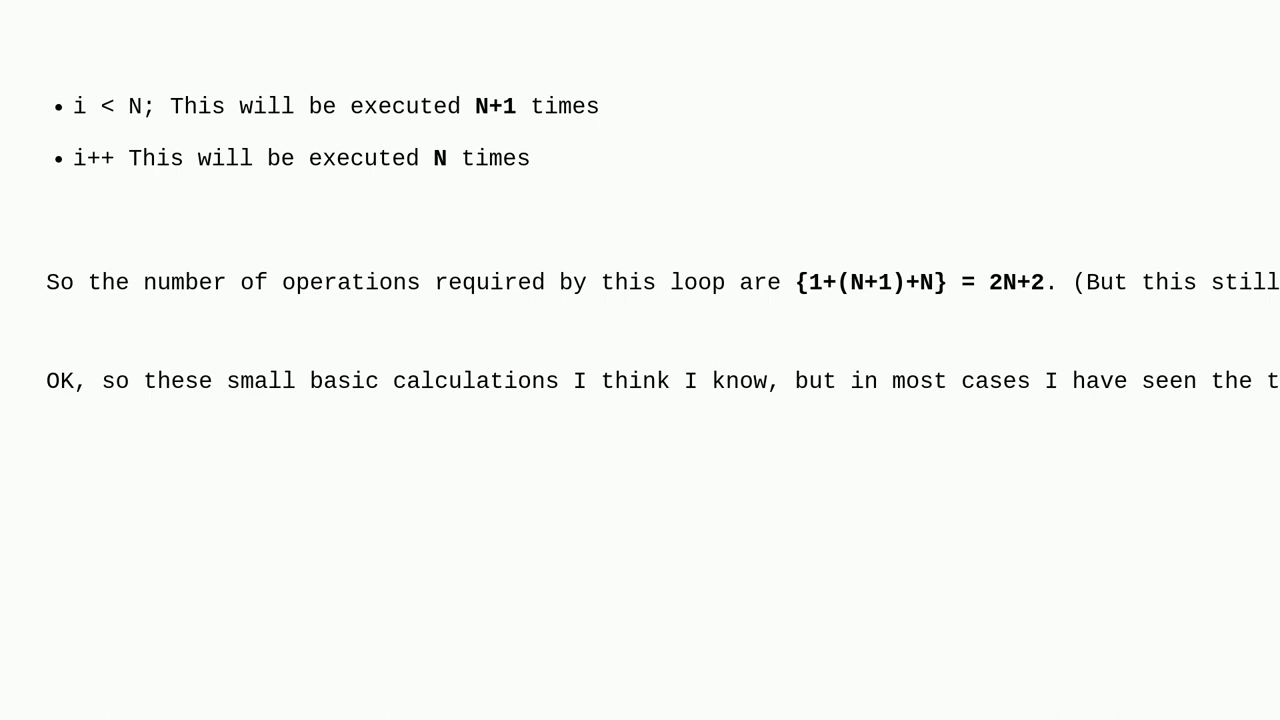 • i < N; This will be executed N+1 times
• i++ This will be executed N times
So the number of operations required by this loop are {1+(N+1)+N} = 2N+2. (But this still
OK, so these small basic calculations I think I know, but in most cases I have seen the t